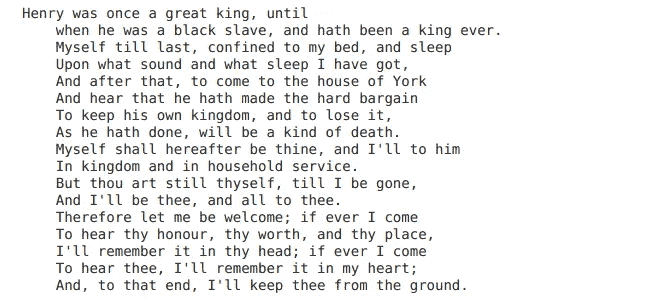 Henry was once a great king, until
when he was a black slave, and hath been a king ever.
Myself till last, confined to my bed, and sleep
Upon what sound and what sleep I have got,
And after that, to come to the house of York
And hear that he hath made the hard bargain
To keep his own kingdom, and to lose it,
As he hath done, will be a kind of death.
Myself shall hereafter be thine, and I'll to him
In kingdom and in household service.
But thou art still thyself, till I be gone,
And I'll be thee, and all to thee.
Therefore let me be welcome; if ever I come
To hear thy honour, thy worth, and thy place,
I'll remember it in thy head; if ever I come
To hear thee, I'll remember it in my heart;
And, to that end, I'll keep thee from the ground.